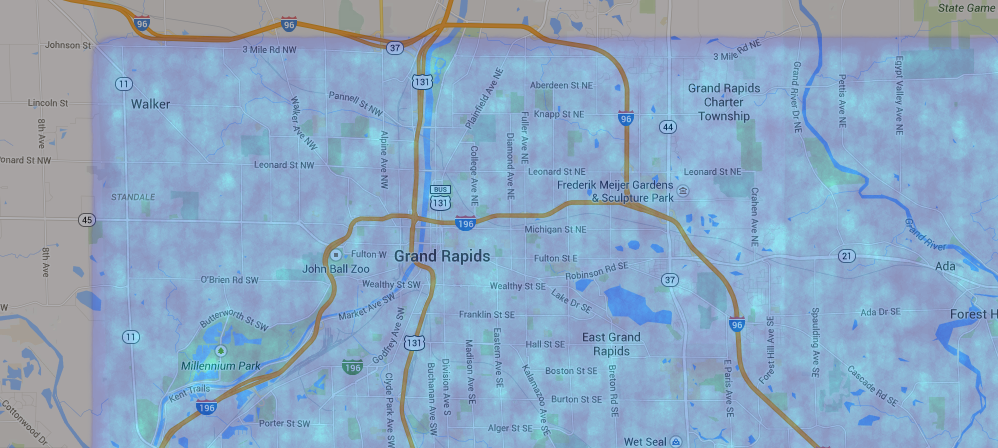 State Game
96
96
Johnson St
37
3 Mile Rd NW
3 Mile Rd NE
11
131
Aberdeen St NE
Grand Rapids
Charter
Township
Walker
Lincoln St
Pannell St NW
Walker Ave NW
Plainfield Ave NE
Knapp St NE
96
44
Grand River Dr NE
Pettis Ave NE
Egypt Valley Ave NE
8th Ave
Fuller Ave NE
Diamond Ave NE
College Ave NE
Alpine Ave NW
onard St NW
Leonard St NW
Leonard St NE
Leonard St NE
BUS
131
Frederik Meijer Gardens
& Sculpture Park
STANDALE
Crahen Ave NE
45
196
Michigan St NE
Grand River
8th Ave
Fulton W
Grand Rapids
Fulton St E
21
Ada
John Ball Zoo
Robinson Rd SE
O'Brien Rd SW
Wealthy St SW
Wealthy St SE
37
Lake Dr SE
Market Ave SW
W
Butterworth St SW
Franklin St SE
Ada Dr SE
Forest H
96
11
131
Hall St SE
East Grand
Rapids
Godfrey Ave SW
Millennium Park
196
Boston St SE
Cascade Rd SE
Forest Hill Ave SE
Spaulding Ave SE
E Paris Ave SE
Breton Rd SE
Kalamazoo Ave SE
Eastern Ave SE
Madison Ave SE
Division Ave S
Buchanan Ave SW
Clyde Park Ave SW
Kent Trails
196
Burton St SE
Cottonwood Dr
Porter St SW
Alger St SE
Wet Seal